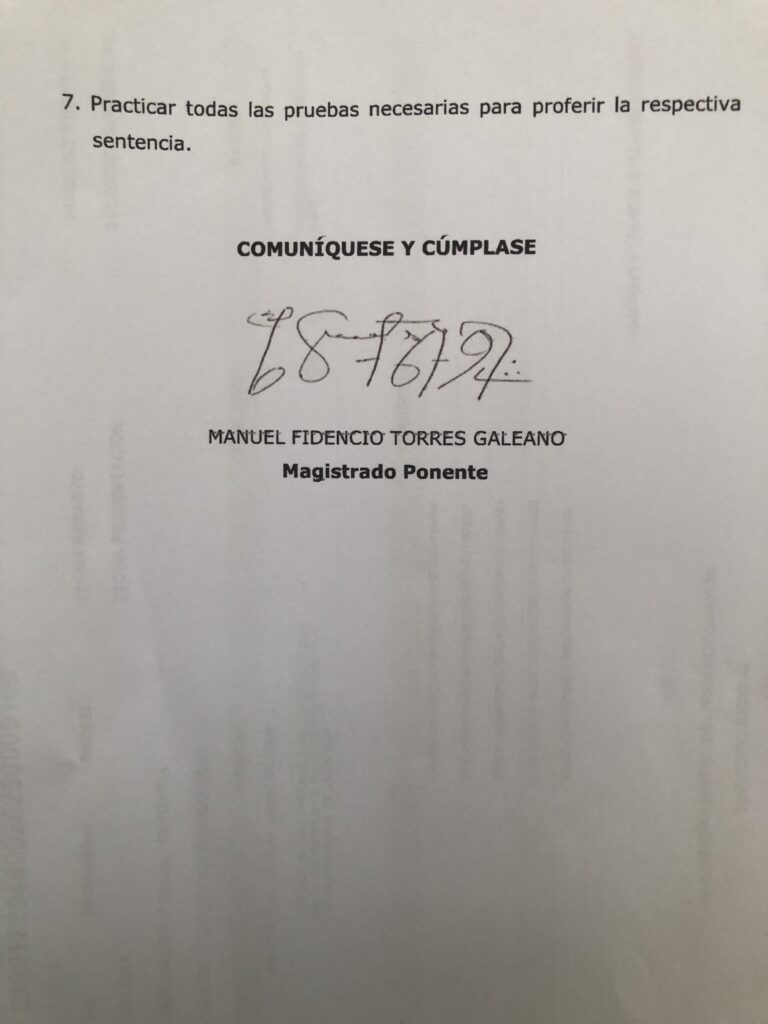 7. Practicar todas las pruebas necesarias para proferir la respectiva
sentencia.
COMUNÍQUESE Y CÚMPLASE
MANUEL FIDENCIO TORRES GALEANO
Magistrado Ponente